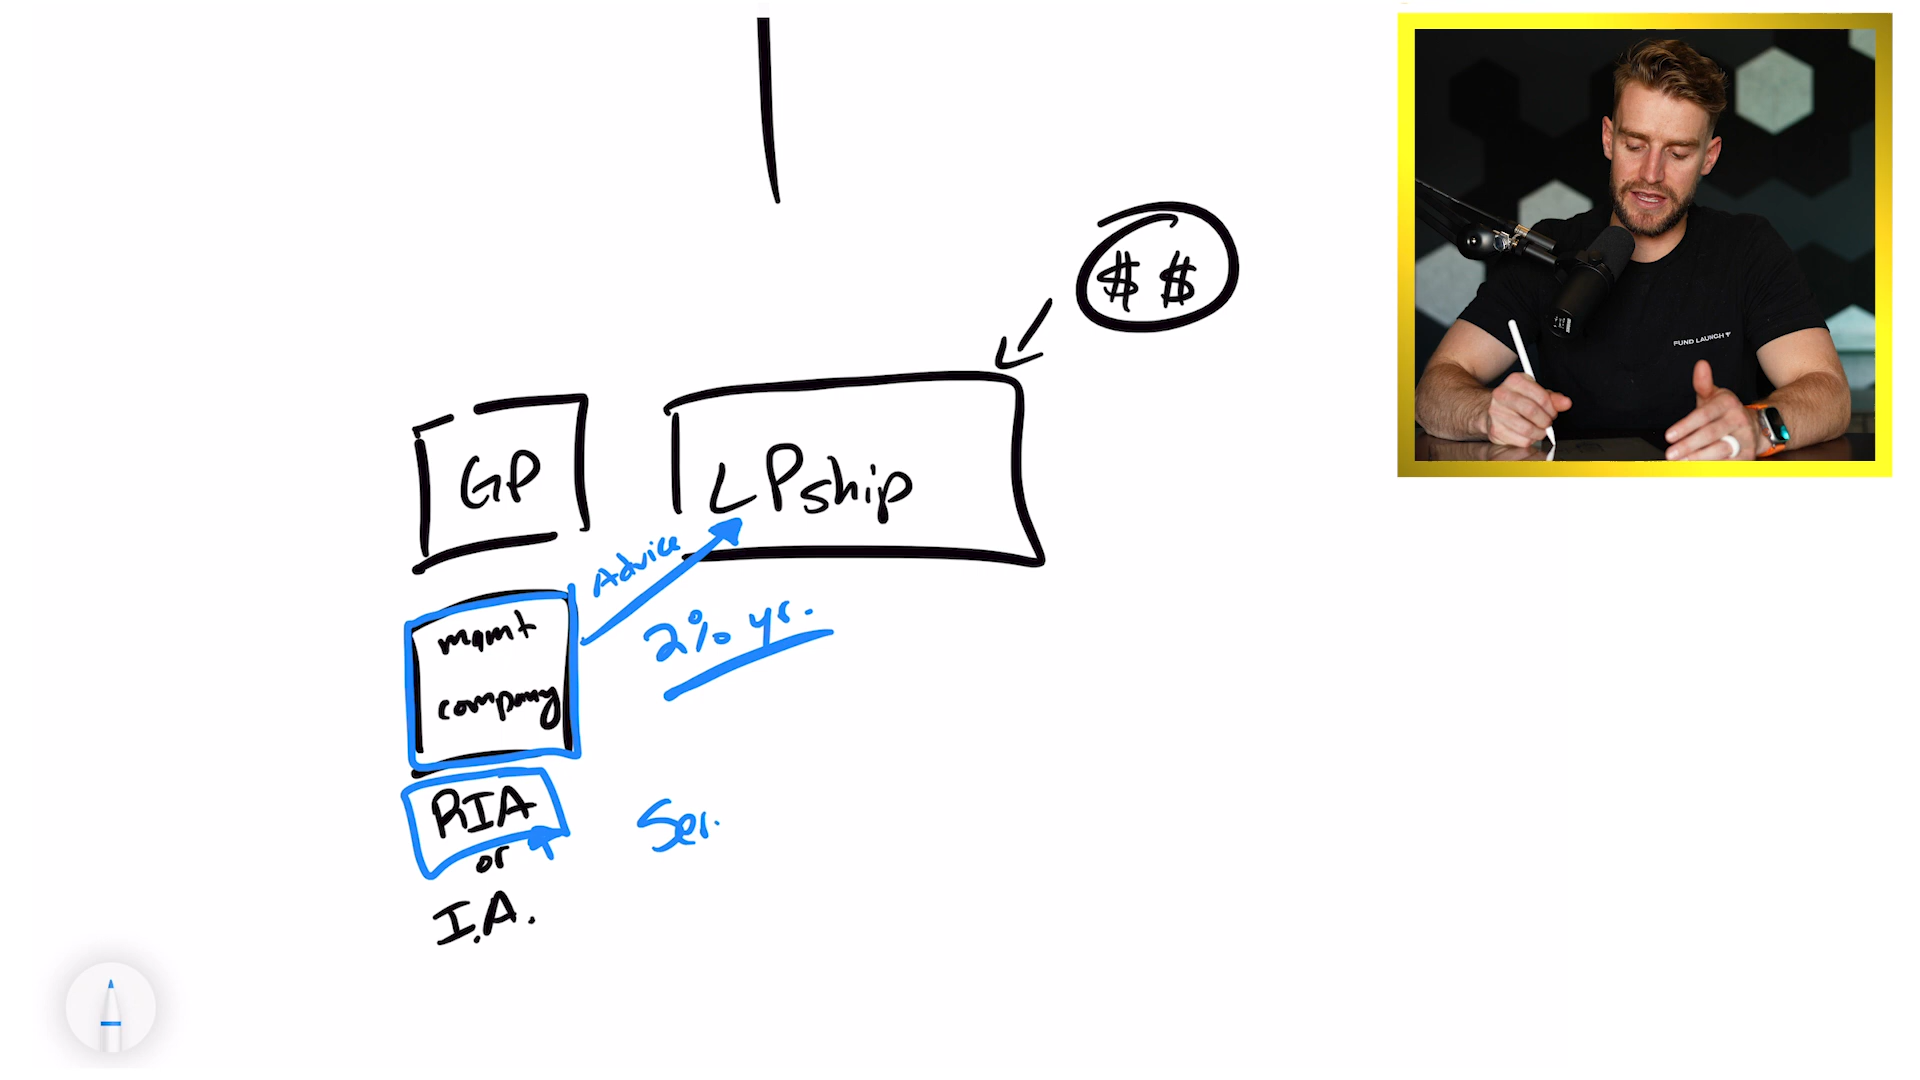 $ $
FUND LAUNCH
GP
LPship
Advice
2% yr.
mgmt
company
RIA
or
I.A.
Ser.